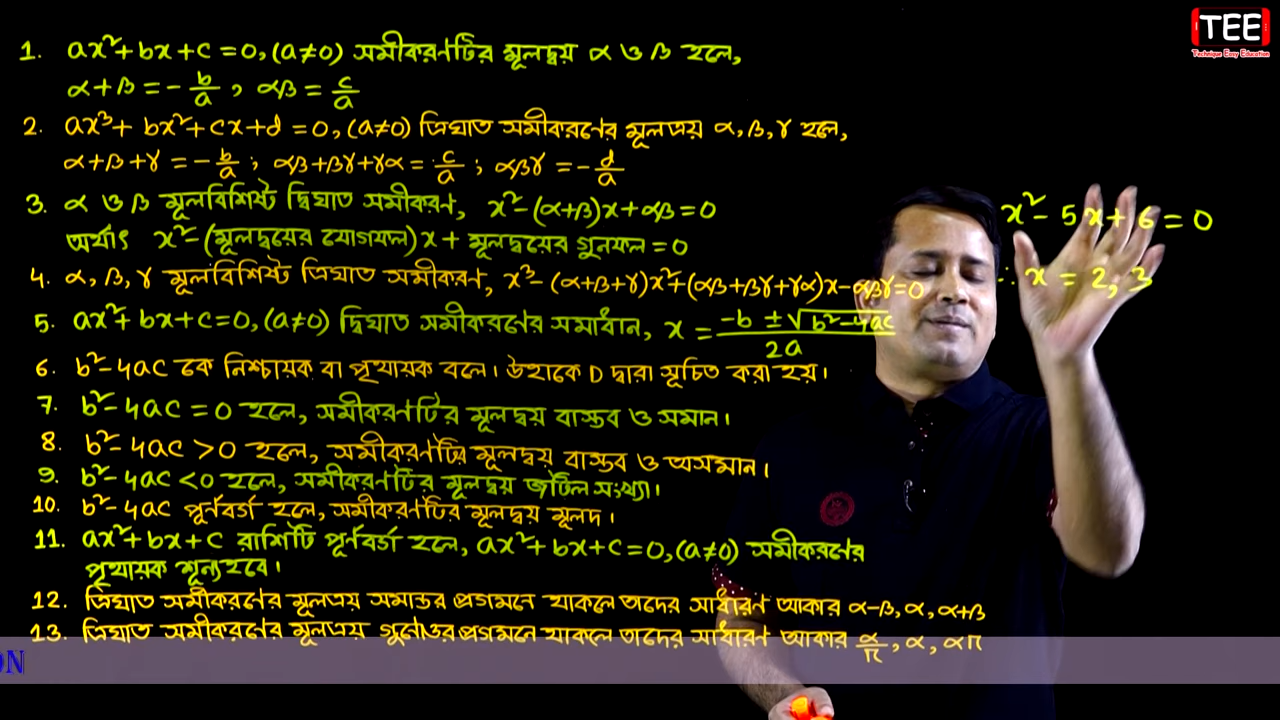 TEE
Technique Easy Education
1. ax²+bx+c=0, (a≠0) সমীকরণটির মূলদ্বয় α ও β হলে,
α+β = -b/a, αβ = c/a
2. ax³+bx²+cx+d=0, (a≠0) ত্রিঘাত সমীকরণের মূলত্রয় α, β, γ হলে,
α+β+γ = -b/a; αβ+βγ+γα = c/a; αβγ = -d/a
3. α ও β মূলবিশিষ্ট দ্বিঘাত সমীকরণ, x²-(α+β)x+αβ=0
অর্থাৎ x²-(মূলদ্বয়ের যোগফল)x+ মূলদ্বয়ের গুনফল=0
4. α, β, γ মূলবিশিষ্ট ত্রিঘাত সমীকরণ, x³-(α+β+γ)x²+(αβ+βγ+γα)x-αβγ=0
5. ax²+bx+c=0, (a≠0) দ্বিঘাত সমীকরণের সমাধান, x = (-b ±√(b²-4ac))/2a
6. b²-4ac কে নিশ্চায়ক বা পৃথায়ক বলে। উহাকে D দ্বারা সূচিত করা হয়।
7. b²-4ac=0 হলে, সমীকরণটির মূলদ্বয় বাস্তব ও সমান।
8. b²-4ac>0 হলে, সমীকরণটির মূলদ্বয় বাস্তব ও অসমান।
9. b²-4ac<0 হলে, সমীকরণটির মূলদ্বয় জটিল সংখ্যা।
10. b²-4ac পূর্ণবর্গ হলে, সমীকরণটির মূলদ্বয় মূলদ।
11. ax²+bx+c রাশিটি পূর্ণবর্গ হলে, ax²+bx+c=0, (a≠0) সমীকরণের
পৃথায়ক শূন্য হবে।
12. ত্রিঘাত সমীকরণের মূলত্রয় সমান্তর প্রগমনে থাকলে তাদের সাধারণ আকার α-β, α, α+β
13. ত্রিঘাত সমীকরণের মূলত্রয় গুনোত্তর প্রগমনে থাকলে তাদের সাধারণ আকার α/π, α, απ
x²-5x+6=0
∴ x = 2, 3
ON